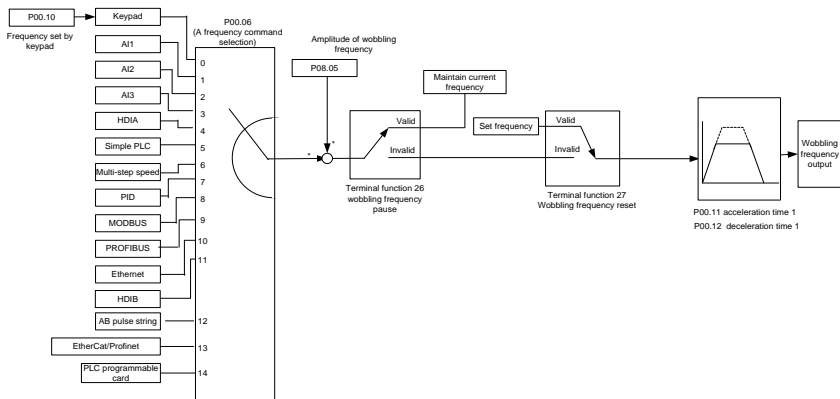 P00.10
Frequency set by
keypad
Keypad
AI1
AI2
AI3
HDIA
Simple PLC
Multi-step speed
PID
MODBUS
PROFIBUS
Ethernet
HDIB
AB pulse string
EtherCat/Profinet
PLC programmable
card
P00.06
(A frequency command
selection)
0
1
2
3
4
5
6
7
8
9
10
11
12
13
14
Amplitude of wobbling
frequency
P08.05
Valid
Invalid
Terminal function 26
wobbling frequency
pause
Maintain current
frequency
Set frequency
Valid
Invalid
Terminal function 27
Wobbling frequency reset
P00.11 acceleration time 1
P00.12 deceleration time 1
Wobbling
frequency
output